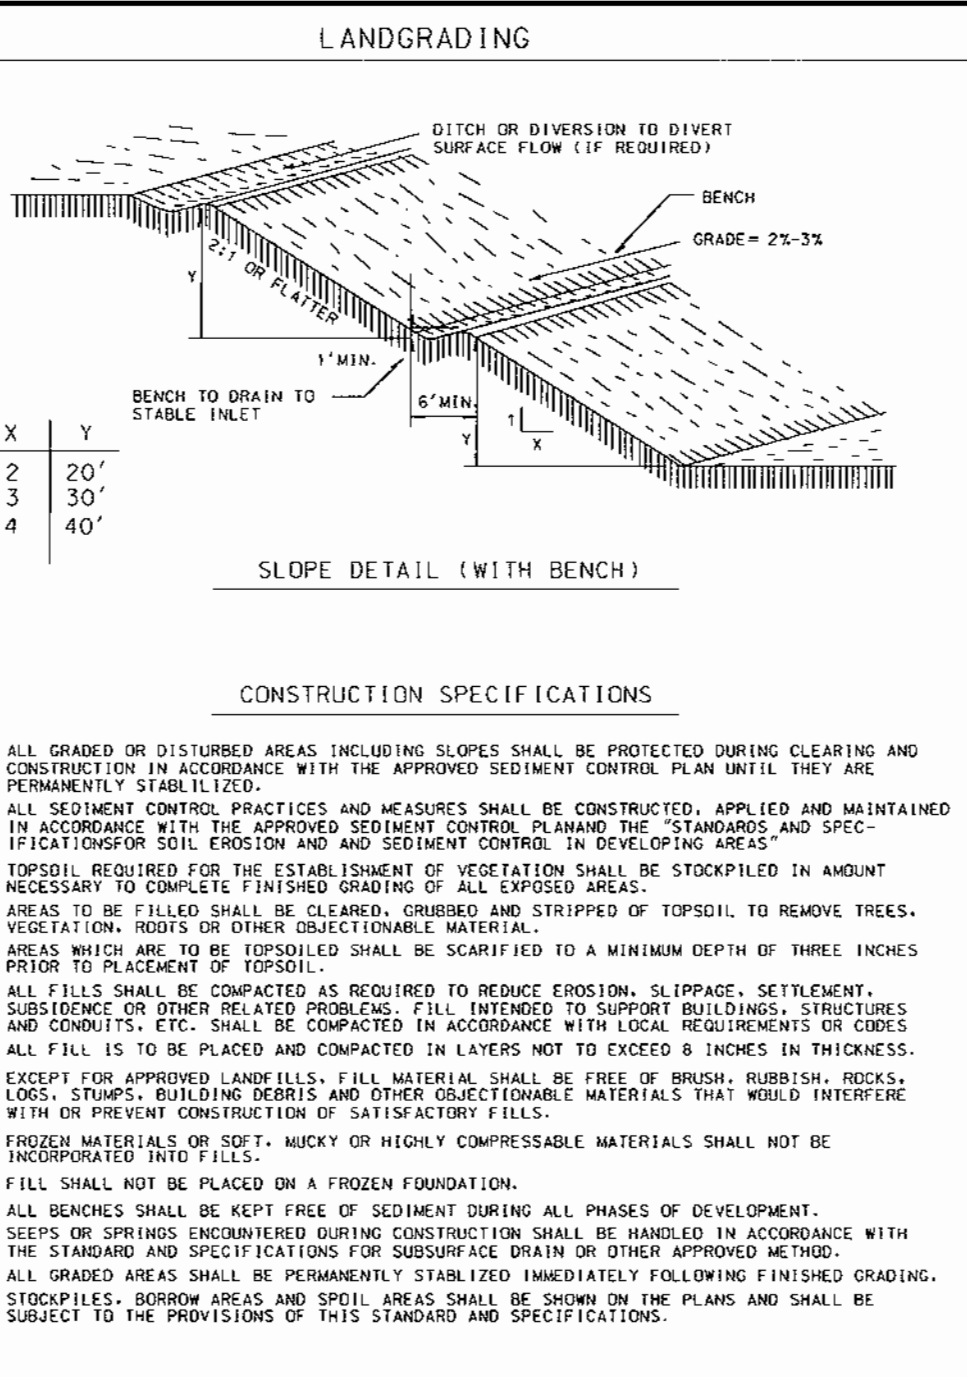 LANDGRADING
DITCH OR DIVERSION TO DIVERT
SURFACE FLOW (IF REQUIRED)
BENCH
GRADE= 2%-3%
2:1 OR FLATTER
Y
1'MIN.
BENCH TO DRAIN TO
STABLE INLET
6'MIN.
1
X
Y
X Y
2 20'
3 30'
4 40'
SLOPE DETAIL (WITH BENCH)
CONSTRUCTION SPECIFICATIONS
ALL GRADED OR DISTURBED AREAS INCLUDING SLOPES SHALL BE PROTECTED DURING CLEARING AND
CONSTRUCTION IN ACCORDANCE WITH THE APPROVED SEDIMENT CONTROL PLAN UNTIL THEY ARE
PERMANENTLY STABLILIZED.
ALL SEDIMENT CONTROL PRACTICES AND MEASURES SHALL BE CONSTRUCTED, APPLIED AND MAINTAINED
IN ACCORDANCE WITH THE APPROVED SEDIMENT CONTROL PLANAND THE "STANDARDS AND SPEC-
IFICATIONSFOR SOIL EROSION AND AND SEDIMENT CONTROL IN DEVELOPING AREAS"
TOPSOIL REQUIRED FOR THE ESTABLISHMENT OF VEGETATION SHALL BE STOCKPILED IN AMOUNT
NECESSARY TO COMPLETE FINISHED GRADING OF ALL EXPOSED AREAS.
AREAS TO BE FILLED SHALL BE CLEARED, GRUBBED AND STRIPPED OF TOPSOIL TO REMOVE TREES,
VEGETATION, ROOTS OR OTHER OBJECTIONABLE MATERIAL.
AREAS WHICH ARE TO BE TOPSOILED SHALL BE SCARIFIED TO A MINIMUM DEPTH OF THREE INCHES
PRIOR TO PLACEMENT OF TOPSOIL.
ALL FILLS SHALL BE COMPACTED AS REQUIRED TO REDUCE EROSION, SLIPPAGE, SETTLEMENT,
SUBSIDENCE OR OTHER RELATED PROBLEMS. FILL INTENDED TO SUPPORT BUILDINGS, STRUCTURES
AND CONDUITS, ETC. SHALL BE COMPACTED IN ACCORDANCE WITH LOCAL REQUIREMENTS OR CODES
ALL FILL IS TO BE PLACED AND COMPACTED IN LAYERS NOT TO EXCEED 8 INCHES IN THICKNESS.
EXCEPT FOR APPROVED LANDFILLS, FILL MATERIAL SHALL BE FREE OF BRUSH, RUBBISH, ROCKS,
LOGS, STUMPS, BUILDING DEBRIS AND OTHER OBJECTIONABLE MATERIALS THAT WOULD INTERFERE
WITH OR PREVENT CONSTRUCTION OF SATISFACTORY FILLS.
FROZEN MATERIALS OR SOFT, MUCKY OR HIGHLY COMPRESSABLE MATERIALS SHALL NOT BE
INCORPORATED INTO FILLS.
FILL SHALL NOT BE PLACED ON A FROZEN FOUNDATION.
ALL BENCHES SHALL BE KEPT FREE OF SEDIMENT DURING ALL PHASES OF DEVELOPMENT.
SEEPS OR SPRINGS ENCOUNTERED DURING CONSTRUCTION SHALL BE HANDLED IN ACCORDANCE WITH
THE STANDARD AND SPECIFICATIONS FOR SUBSURFACE DRAIN OR OTHER APPROVED METHOD.
ALL GRADED AREAS SHALL BE PERMANENTLY STABLIZED IMMEDIATELY FOLLOWING FINISHED GRADING.
STOCKPILES, BORROW AREAS AND SPOIL AREAS SHALL BE SHOWN ON THE PLANS AND SHALL BE
SUBJECT TO THE PROVISIONS OF THIS STANDARD AND SPECIFICATIONS.